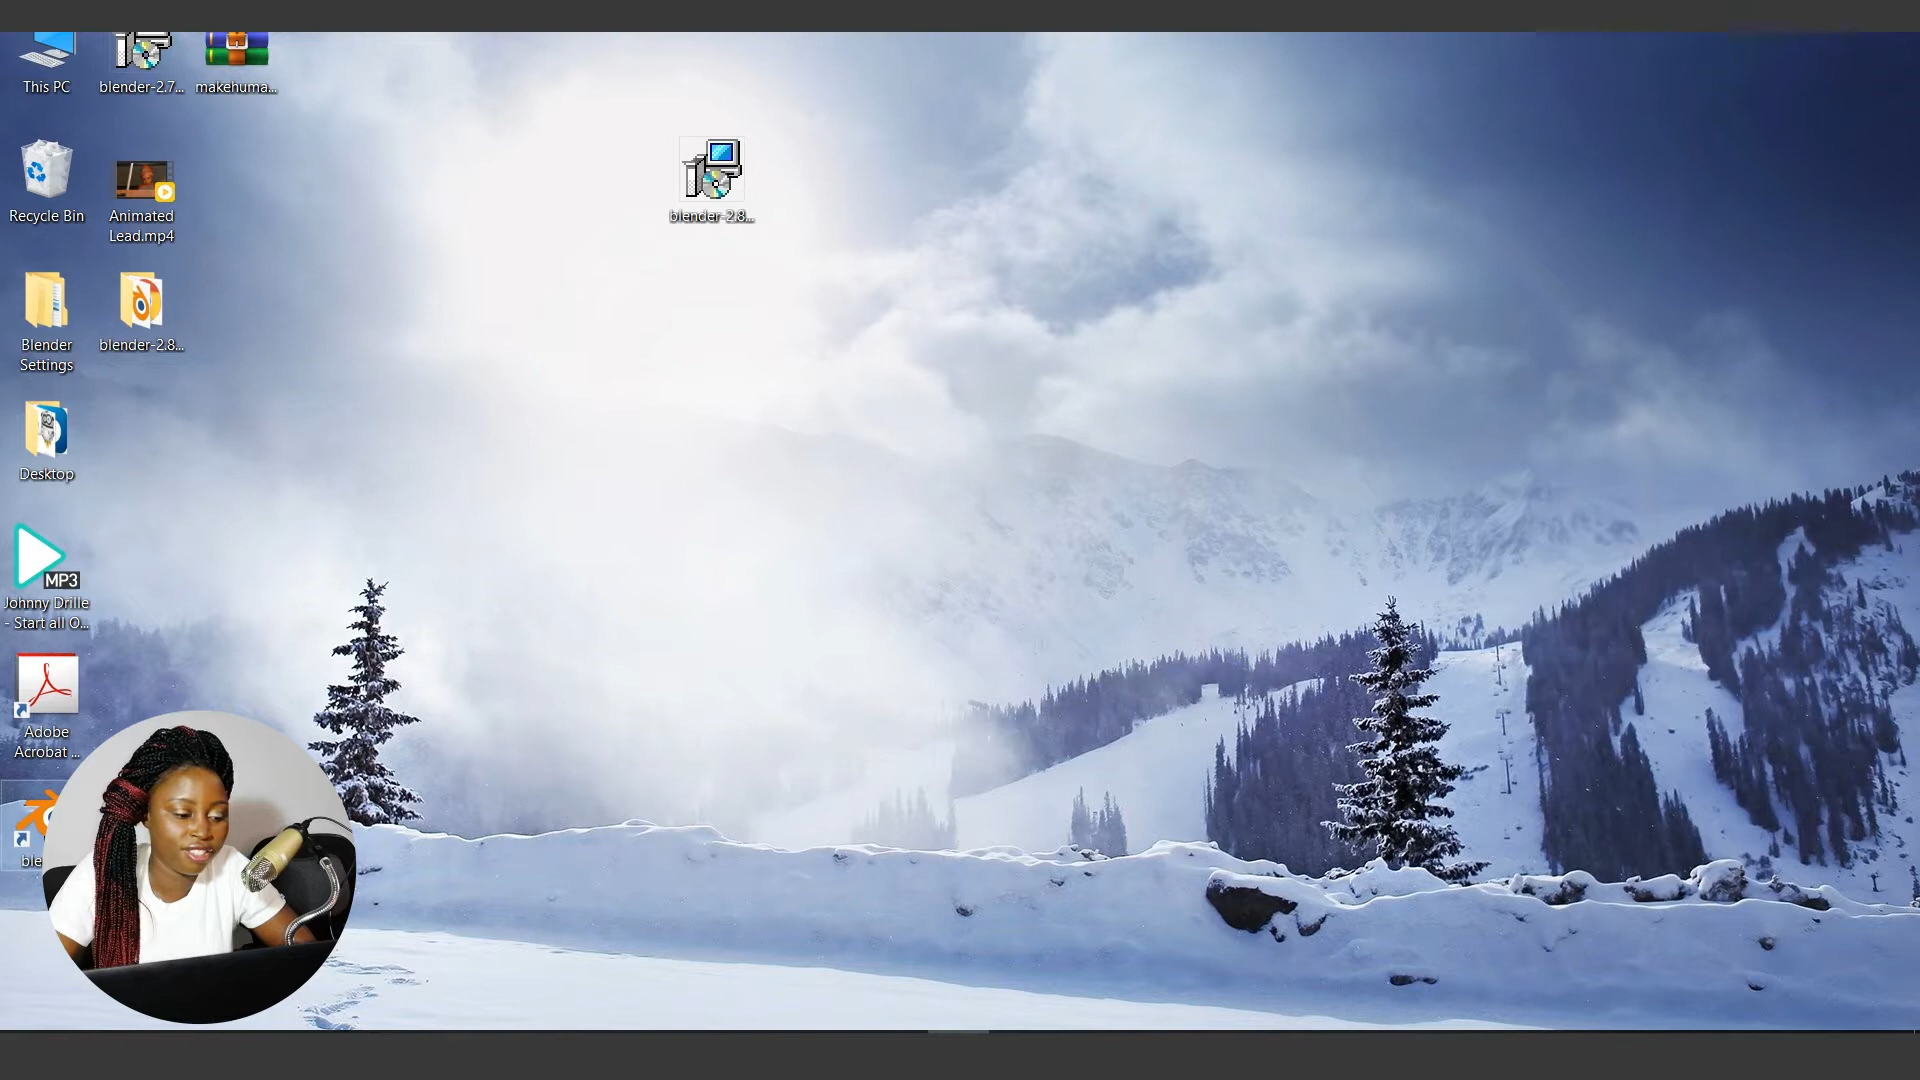 This PC
blender-2.7...
makehuma...
Recycle Bin
Animated
Lead.mp4
blender-2.8...
Blender
Settings
blender-2.8...
Desktop
MP3
Johnny Drille
- Start all O...
Adobe
Acrobat ...
ble